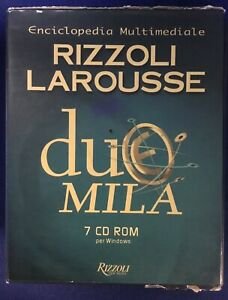 Enciclopedia Multimediale
RIZZOLI
LAROUSSE
duE
MILA
7 CD ROM
per Windows
RIZZOLI